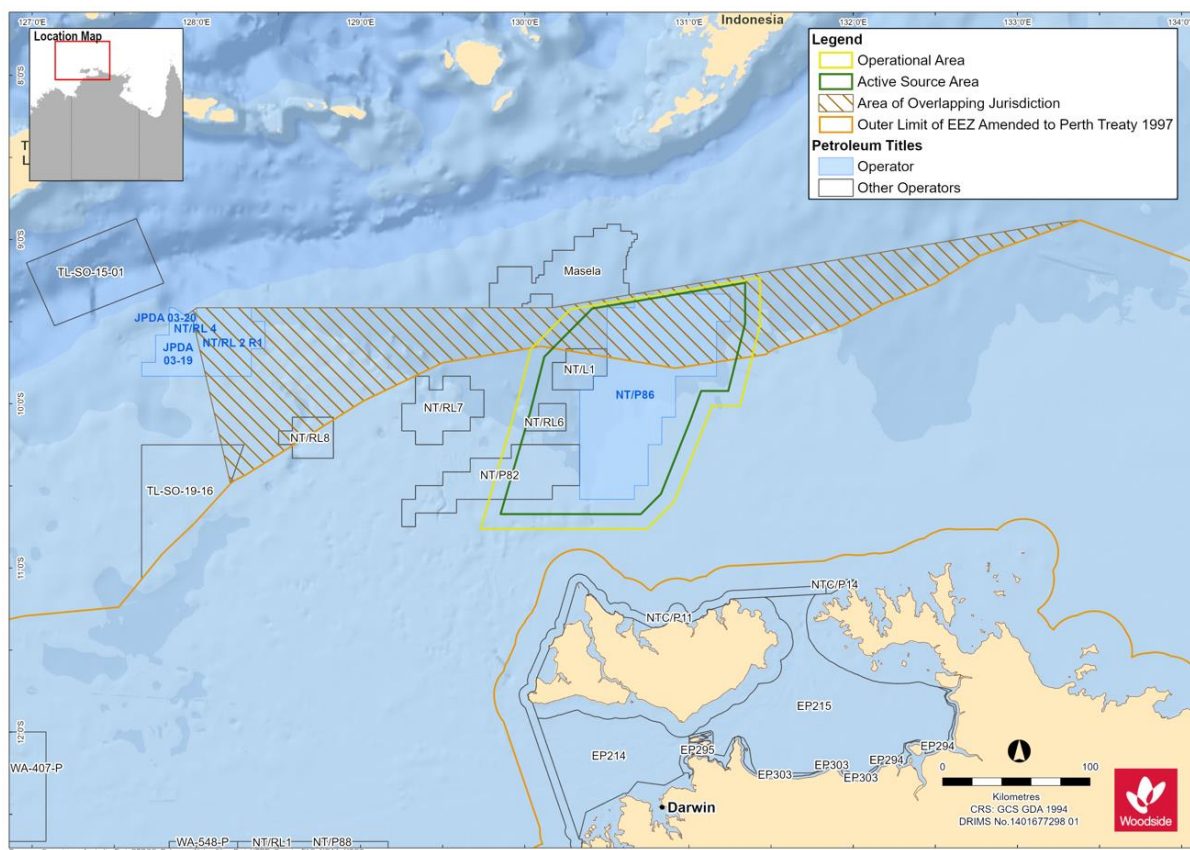 127°0'E
128°0'E
129°0'E
130°0'E
131°0'E
132°0'E
133°0'E
134°0'
Location Map
Indonesia
Legend
Operational Area
Active Source Area
Area of Overlapping Jurisdiction
Outer Limit of EEZ Amended to Perth Treaty 1997
Petroleum Titles
Operator
Other Operators
8°0'S
T
L
9°0'S
TL-SO-15-01
Masela
JPDA 03-20
NT/RL 4
NT/RL 2 R1
JPDA
03-19
NT/L1
NT/P86
10°0'S
NT/RL7
NT/RL6
NT/RL8
NT/P82
TL-SO-19-16
11°0'S
NTC/P14
NTC/P11
EP215
12°0'S
EP214
EP295
EP294
EP294
EP303
EP303
EP303
WA-407-P
Darwin
0
100
Kilometres
CRS: GCS GDA 1994
DRIMS No.1401677298 01
Woodside
WA-548-P
NT/RL1
NT/P88